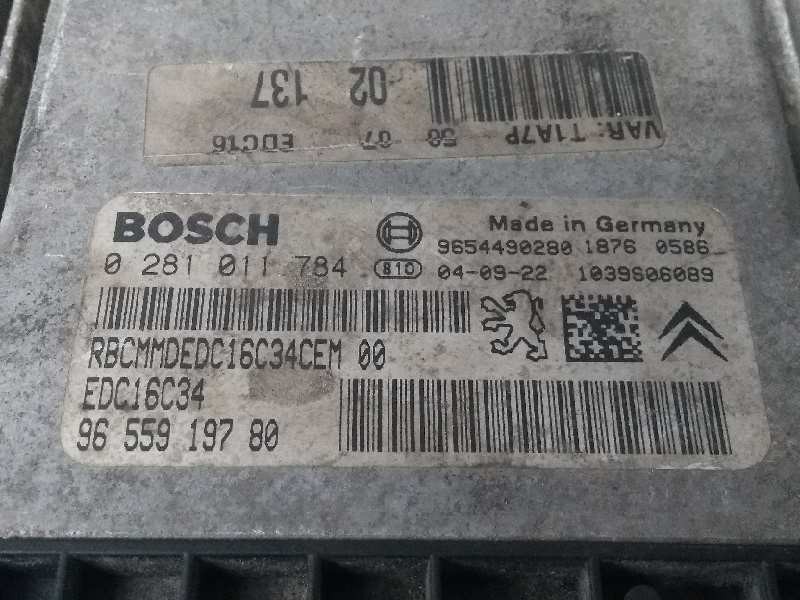 VAR: T1A7P
58 07 EDC16
02 137
BOSCH
Made in Germany
9654490280 1876 0586
0 281 011 784
810 04-09-22 1039S06089
RBCMMDEDC16C34CEM 00
EDC16C34
96 559 197 80